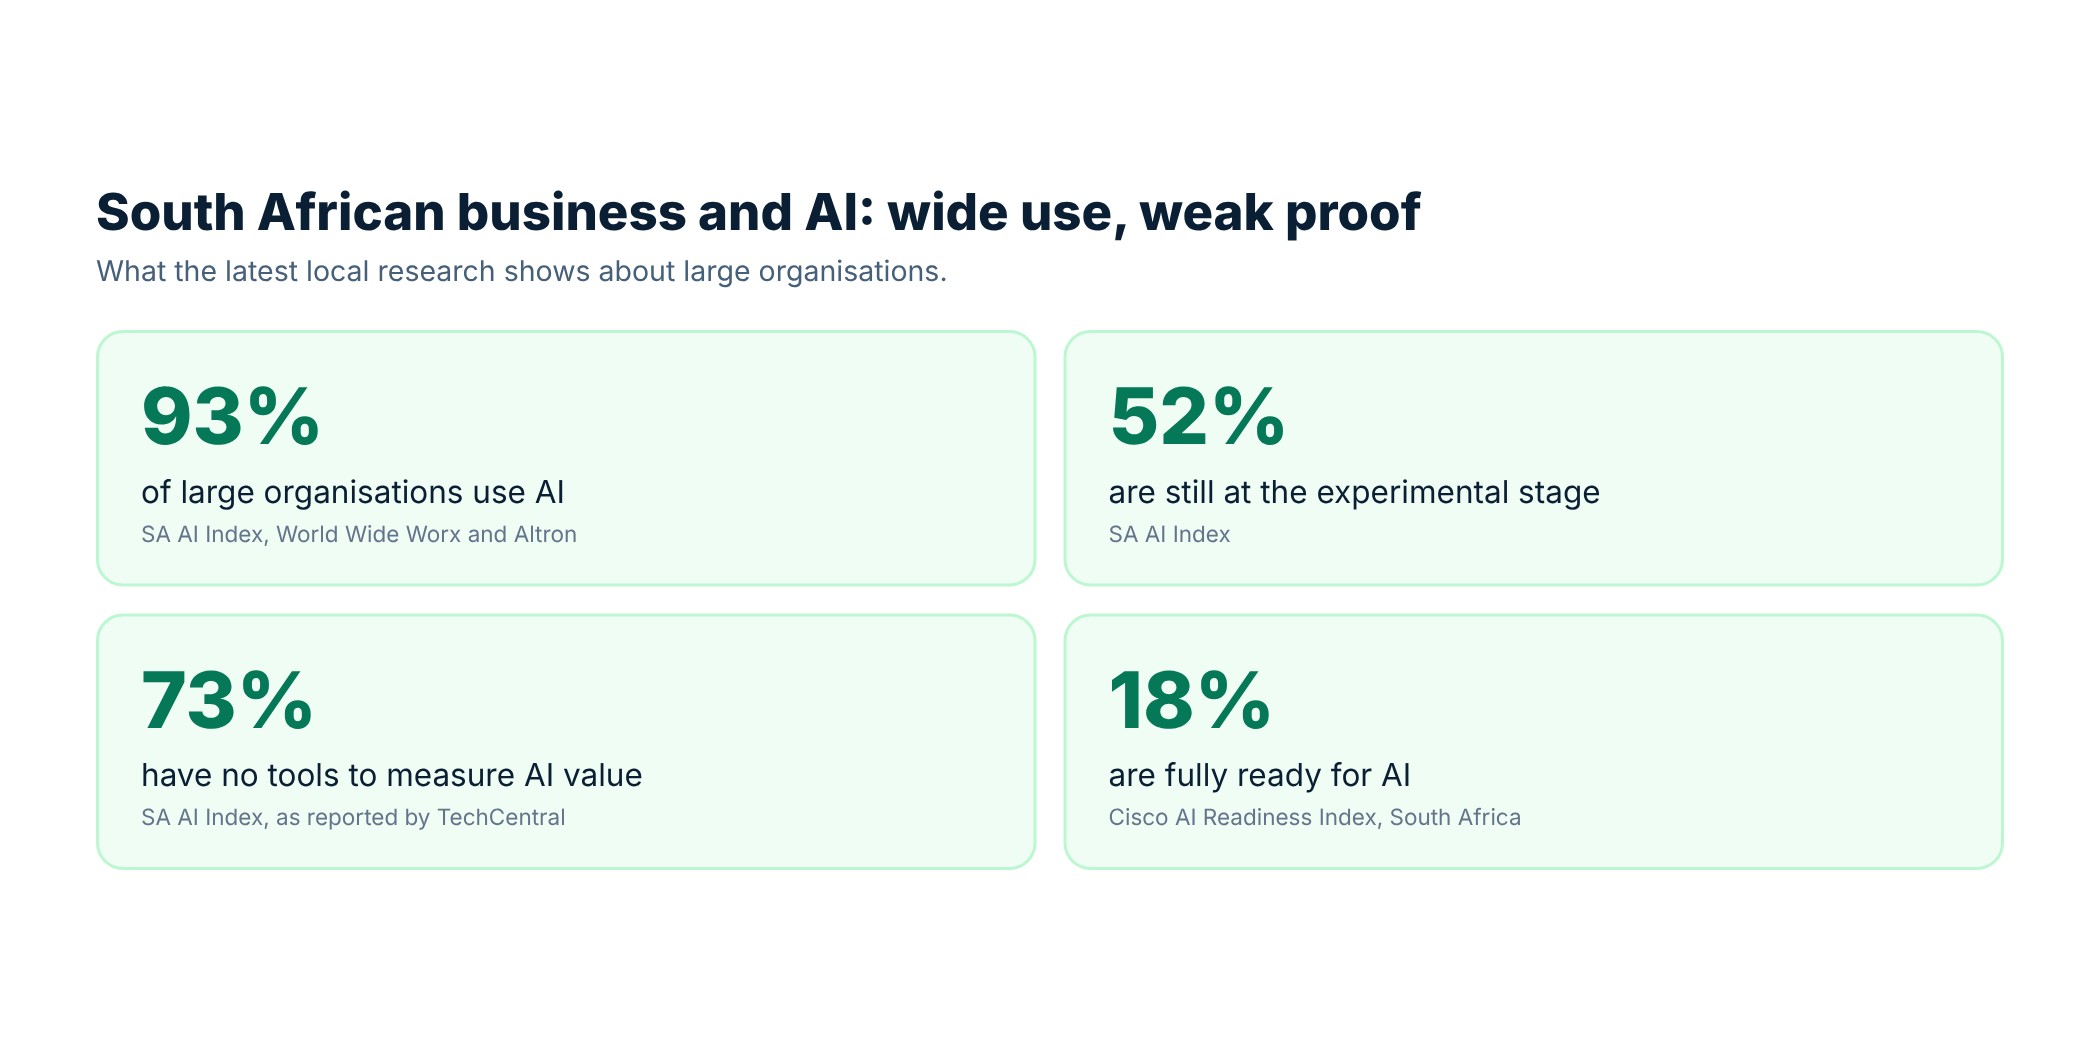 South African business and AI: wide use, weak proof
What the latest local research shows about large organisations.
93%
of large organisations use AI
SA AI Index, World Wide Worx and Altron
52%
are still at the experimental stage
SA AI Index
73%
have no tools to measure AI value
SA AI Index, as reported by TechCentral
18%
are fully ready for AI
Cisco AI Readiness Index, South Africa